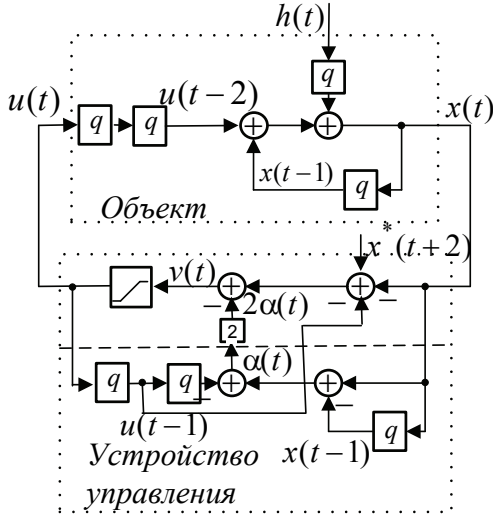 h(t)
q
u(t)
u(t−2)
x(t)
q
q
+
+
x(t−1)
q
Объект
x*(t+2)
v(t)
+
+
−
−
−
2α(t)
2
α(t)
q
q
−
+
+
−
u(t−1)
x(t−1)
q
Устройство
управления